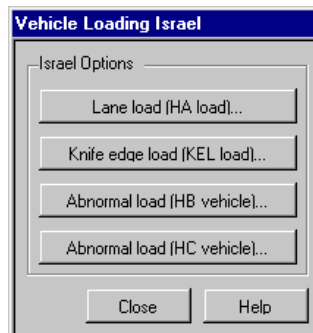 Vehicle Loading Israel
Israel Options
Lane load (HA load)...
Knife edge load (KEL load)...
Abnormal load (HB vehicle)...
Abnormal load (HC vehicle)...
Close Help